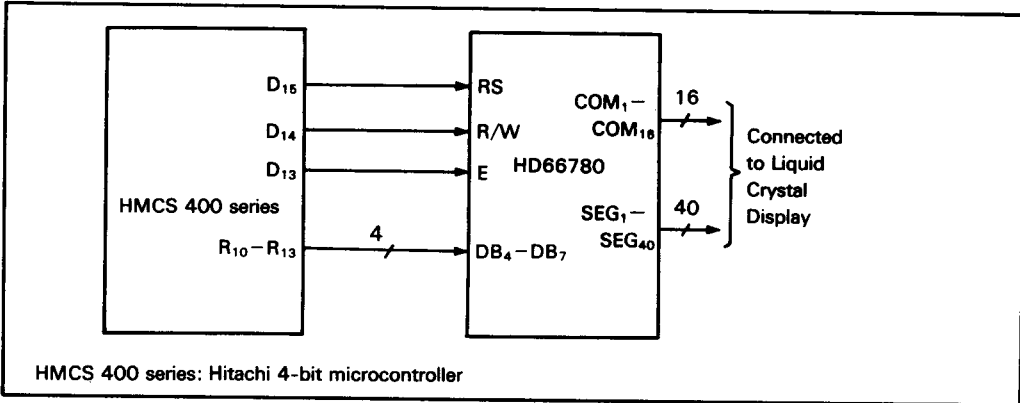 D15
RS
COM1−
COM16
16
D14
R/W
D13
E
HD66780
Connected
to Liquid
Crystal
Display
HMCS 400 series
SEG1−
SEG40
40
R10−R13
4
DB4−DB7
HMCS 400 series: Hitachi 4-bit microcontroller